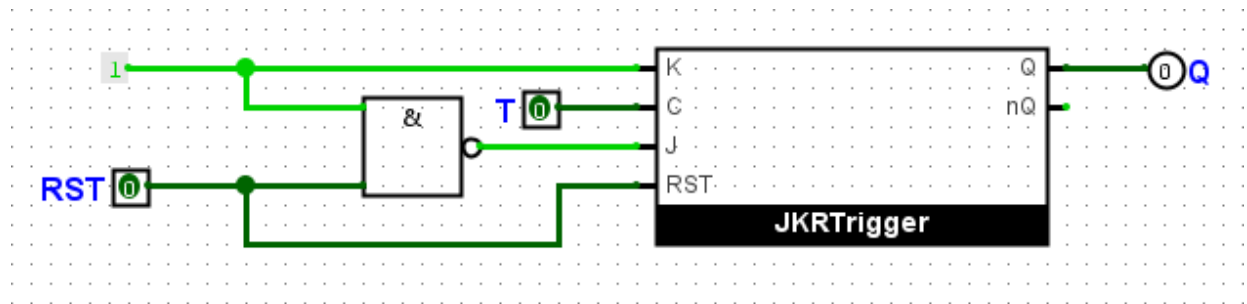 1 K Q 0 Q
& T 0 C nQ
J
RST 0 RST
JKRTrigger